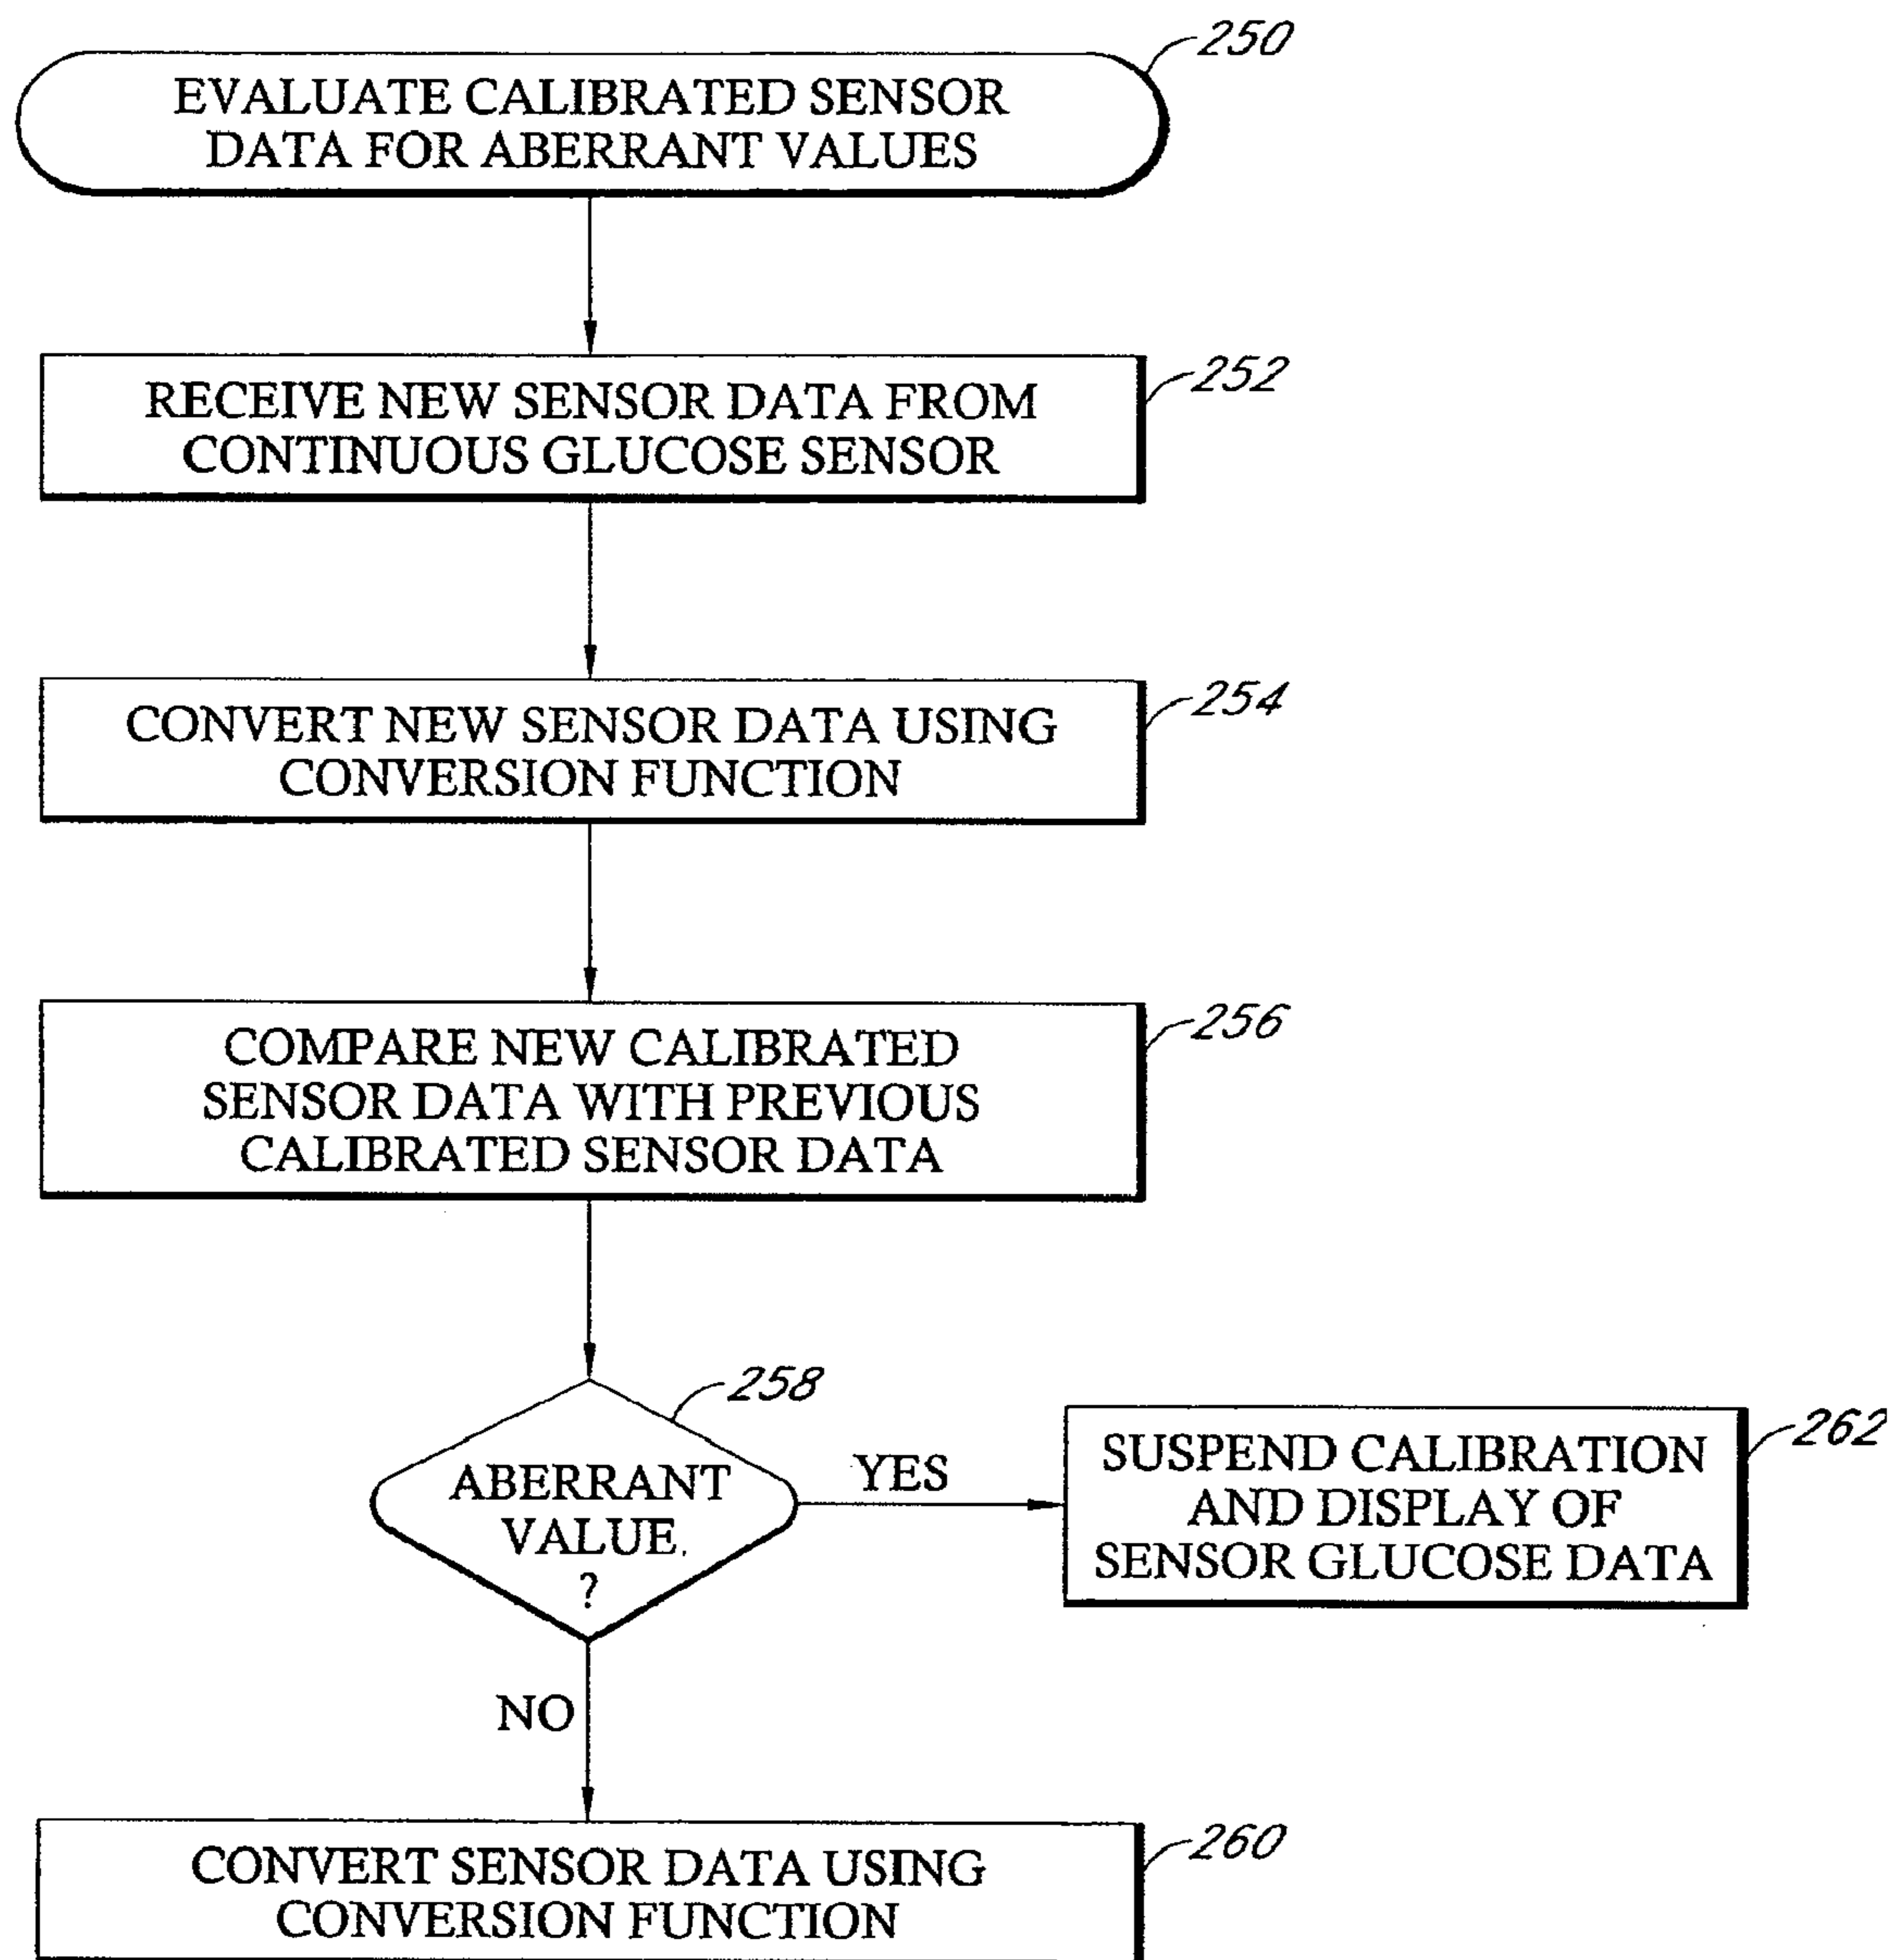 250
EVALUATE CALIBRATED SENSOR
DATA FOR ABERRANT VALUES
252
RECEIVE NEW SENSOR DATA FROM
CONTINUOUS GLUCOSE SENSOR
254
CONVERT NEW SENSOR DATA USING
CONVERSION FUNCTION
256
COMPARE NEW CALIBRATED
SENSOR DATA WITH PREVIOUS
CALIBRATED SENSOR DATA
258
ABERRANT
VALUE
?
YES
262
SUSPEND CALIBRATION
AND DISPLAY OF
SENSOR GLUCOSE DATA
NO
260
CONVERT SENSOR DATA USING
CONVERSION FUNCTION